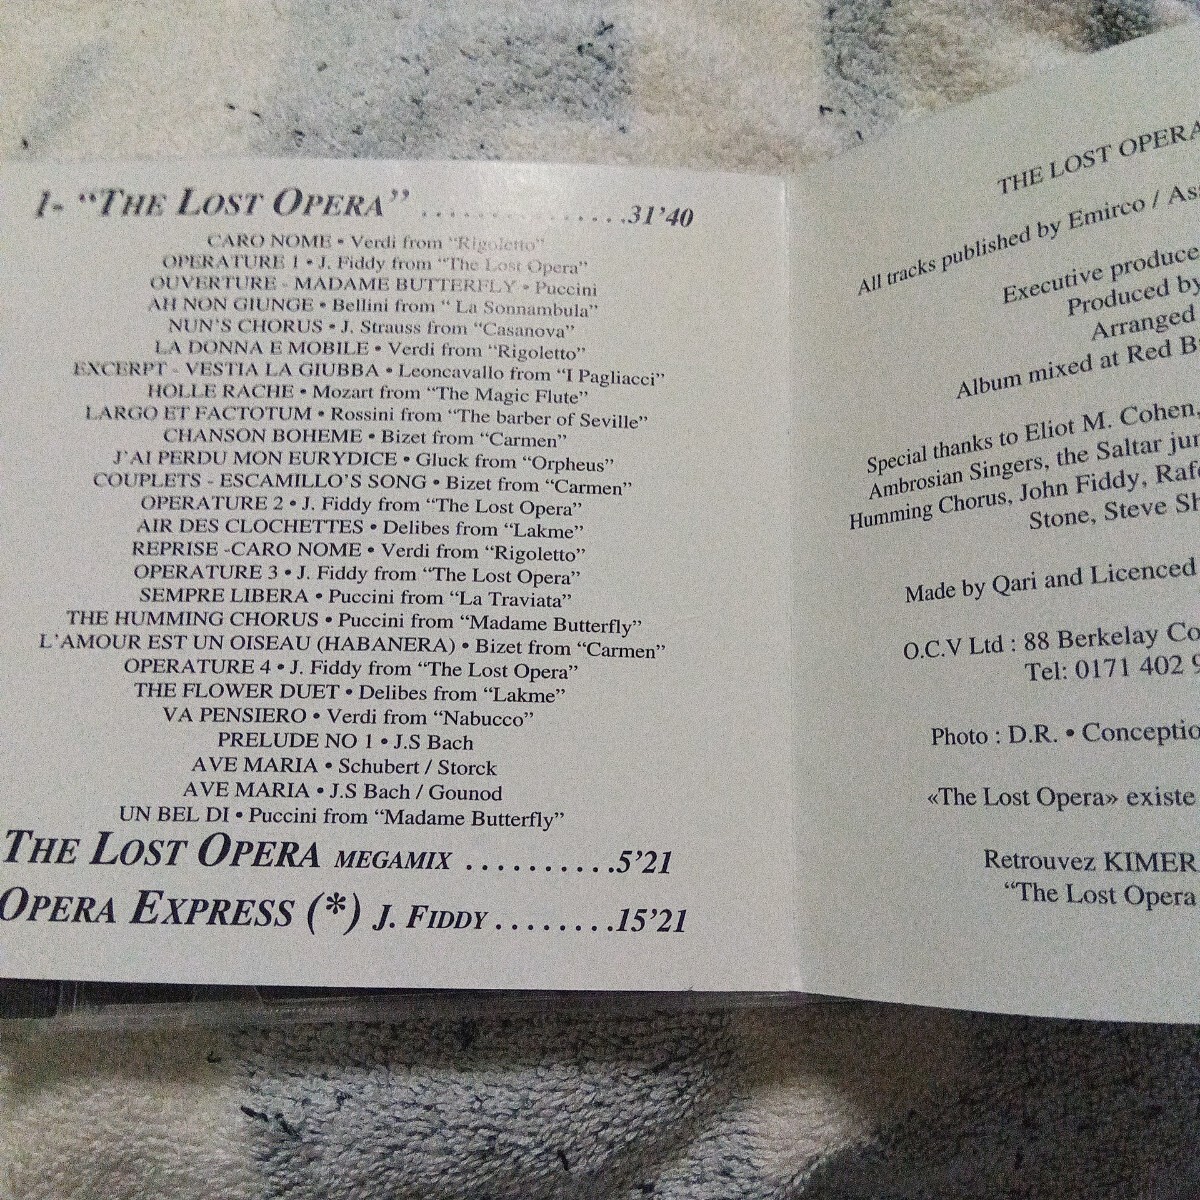 1- “THE LOST OPERA” ................31’40
CARO NOME • Verdi from “Rigoletto”
OPERATURE 1 • J. Fiddy from “The Lost Opera”
OUVERTURE - MADAME BUTTERFLY • Puccini
AH NON GIUNGE • Bellini from “ La Sonnambula”
NUN’S CHORUS • J. Strauss from “Casanova”
LA DONNA E MOBILE • Verdi from “Rigoletto”
EXCERPT - VESTIA LA GIUBBA • Leoncavallo from “I Pagliacci”
HOLLE RACHE • Mozart from “The Magic Flute”
LARGO ET FACTOTUM • Rossini from “The barber of Seville”
CHANSON BOHEME • Bizet from “Carmen”
J’AI PERDU MON EURYDICE • Gluck from “Orpheus”
COUPLETS - ESCAMILLO’S SONG • Bizet from “Carmen”
OPERATURE 2 • J. Fiddy from “The Lost Opera”
AIR DES CLOCHETTES • Delibes from “Lakme”
REPRISE -CARO NOME • Verdi from “Rigoletto”
OPERATURE 3 • J. Fiddy from “The Lost Opera”
SEMPRE LIBERA • Puccini from “La Traviata”
THE HUMMING CHORUS • Puccini from “Madame Butterfly”
L’AMOUR EST UN OISEAU (HABANERA) • Bizet from “Carmen”
OPERATURE 4 • J. Fiddy from “The Lost Opera”
THE FLOWER DUET • Delibes from “Lakme”
VA PENSIERO • Verdi from “Nabucco”
PRELUDE NO 1 • J.S Bach
AVE MARIA • Schubert / Storck
AVE MARIA • J.S Bach / Gounod
UN BEL DI • Puccini from “Madame Butterfly”
THE LOST OPERA MEGAMIX ..........5’21
OPERA EXPRESS (*) J. FIDDY ........15’21
THE LOST OPERA
All tracks published by Emirco /
Executive
Produced by
Arranged
Album mixed at Red
Special thanks to Eliot M. Cohen,
Ambrosian Singers, the Saltar
Humming Chorus, John Fiddy,
Stone, Steve
Made by Qari and Licenced
O.C.V Ltd : 88 Berkelay
Tel: 0171 402
Photo : D.R. •
«The Lost Opera» existe
Retrouvez
“The Lost Opera